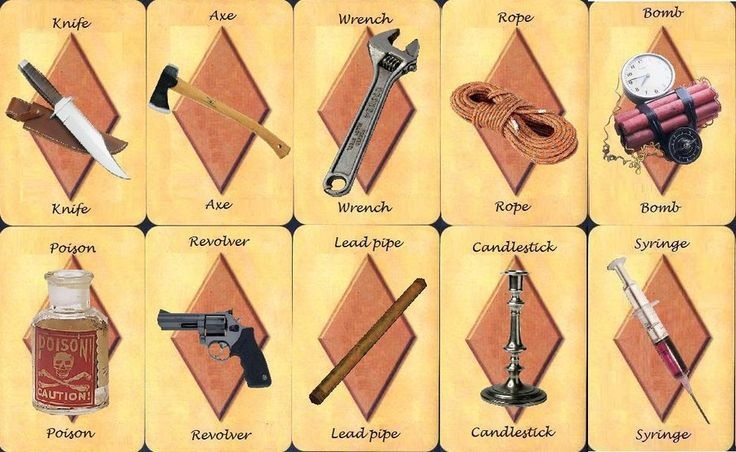 Knife
Axe
Wrench
Rope
Bomb
Knife
Axe
Wrench
Rope
Bomb
Poison
Revolver
Lead pipe
Candlestick
Syringe
POISON!
CAUTION!
Poison
Revolver
Lead pipe
Candlestick
Syringe